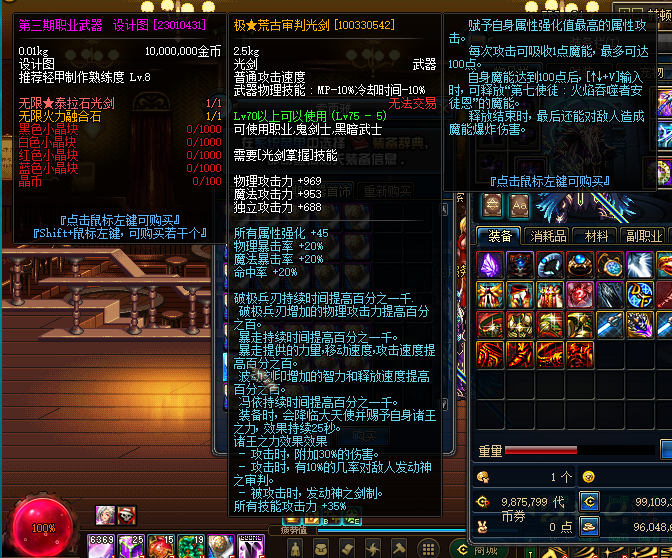 第三期职业武器 设计图 [23010431]
0.01kg 10,000,000金币
设计图
推荐轻甲制作熟练度 Lv.8
无限★泰拉石光剑 1/1
无限火力融合石 1/1
黑色小晶块 0/1000
白色小晶块 0/1000
红色小晶块 0/1000
蓝色小晶块 0/1000
晶币 0/100
『点击鼠标左键可购买』
『Shift+鼠标左键, 可购买若干个』
极★荒古审判光剑 [100330542]
2.5kg
光剑 武器
普通攻击速度
武器物理技能 : MP-10%冷却时间-10%
无法交易
Lv70以上可以使用 (Lv75 - 5)
可使用职业,鬼剑士,黑暗武士
需要[光剑掌握]技能
物理攻击力 +969
魔法攻击力 +953
独立攻击力 +688
所有属性强化 +45
物理暴击率 +20%
魔法暴击率 +20%
命中率 +20%
破极兵刃持续时间提高百分之一千.
破极兵刃增加的物理攻击力提高百分之百。
暴走持续时间提高百分之一千。
暴走提供的力量,移动速度,攻击速度提高百分之百。
波动刻印增加的智力和释放速度提高百分之百。
冯依持续时间提高百分之一千。
装备时, 会降临大天使并赐予自身诸王之力, 效果持续25秒。
诸王之力效果效果
- 攻击时, 附加30%的伤害。
- 攻击时, 有10%的几率对敌人发动神之审判。
- 被攻击时, 发动神之剑制。
所有技能攻击力 +35%
赋予自身属性强化值最高的属性攻击。
每次攻击可吸收1点魔能, 最多可达100点。
自身魔能达到100点后, [↑↓+V]输入时, 可释放“第七使徒 : 火焰吞噬者安徒恩”的魔能。
释放结束时, 最后还能对敌人造成魔能爆炸伤害。
『点击鼠标左键可购买』
装备 消耗品 材料 副职业
重量
1 个
9,875,799 代币券
99,109,
0 点
96,048,
100%
疲劳值
6369 25 15 19
商城